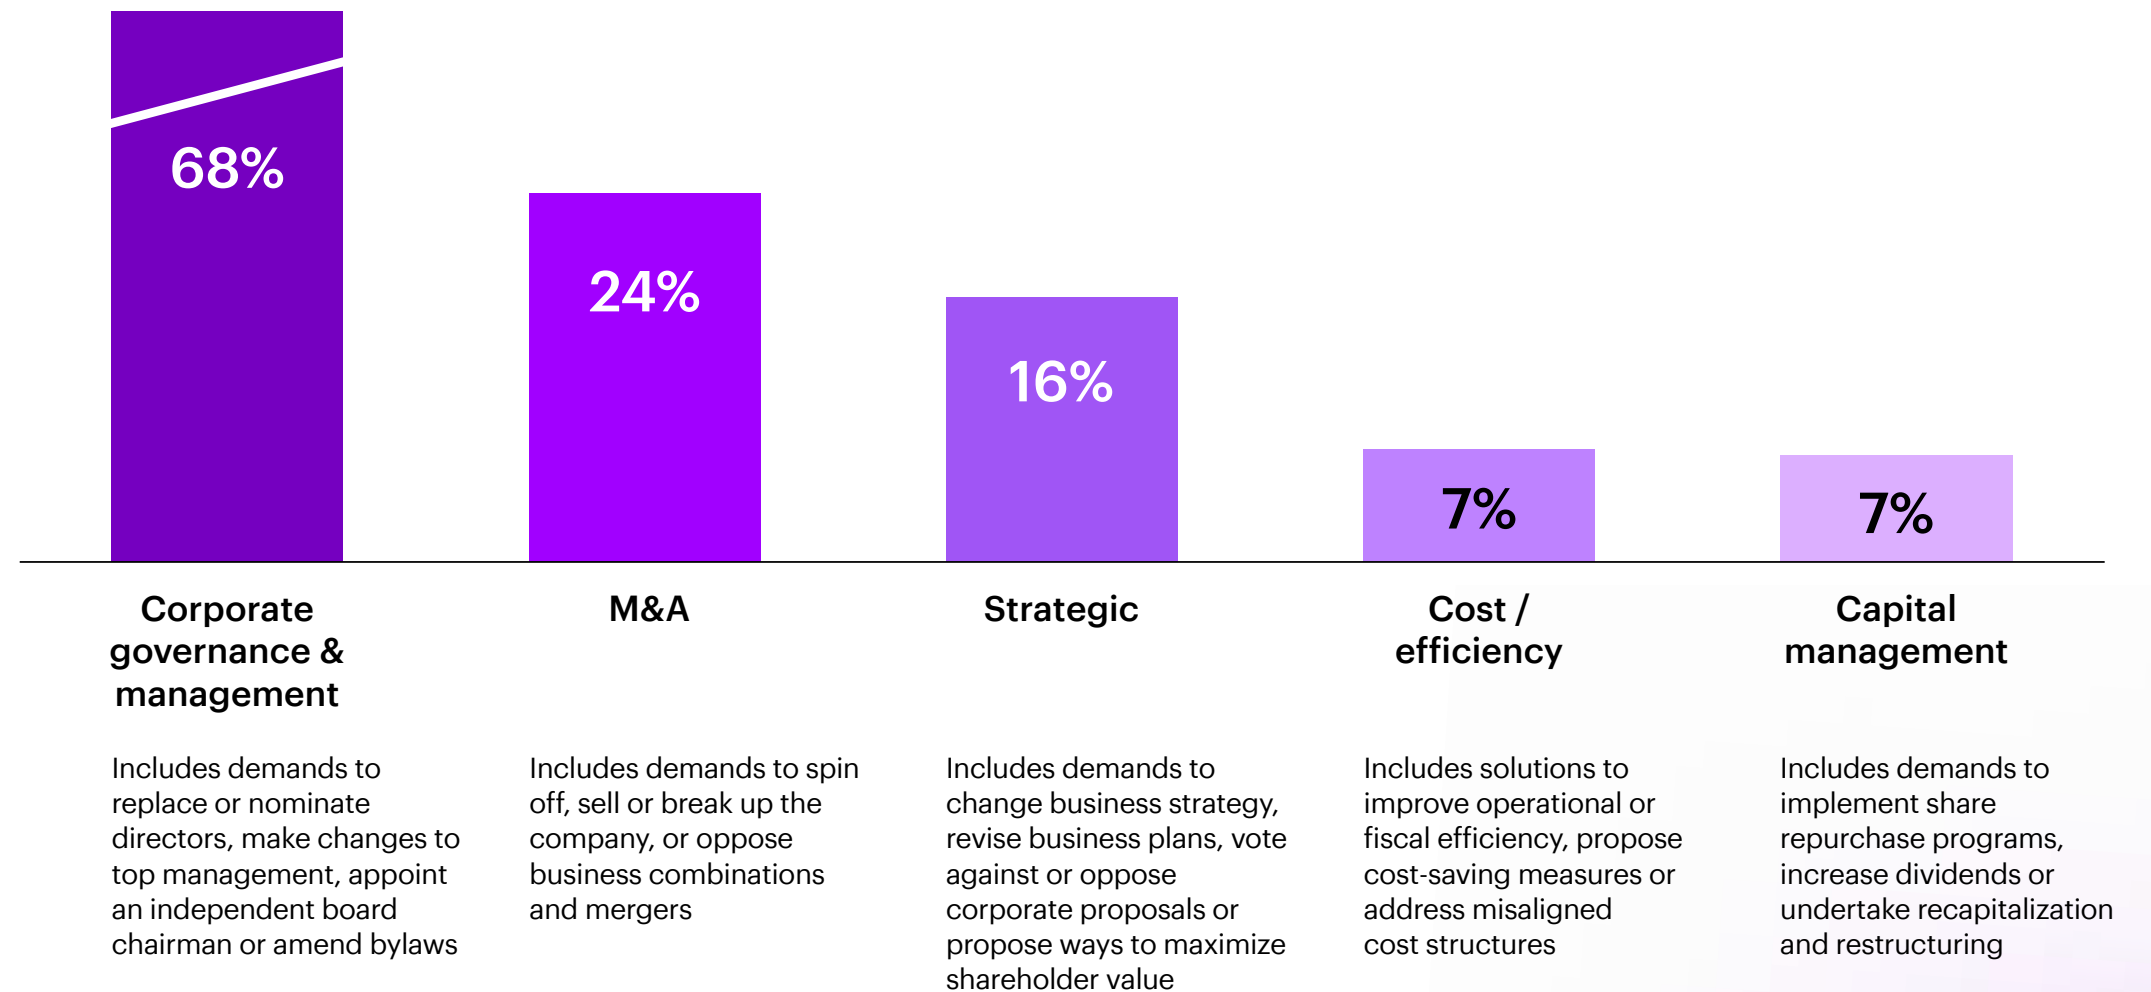 68%
24%
16%
7%
7%
Corporate
governance &
management
M&A
Strategic
Cost /
efficiency
Capital
management
Includes demands to
replace or nominate
directors, make changes to
top management, appoint
an independent board
chairman or amend bylaws
Includes demands to spin
off, sell or break up the
company, or oppose
business combinations
and mergers
Includes demands to
change business strategy,
revise business plans, vote
against or oppose
corporate proposals or
propose ways to maximize
shareholder value
Includes solutions to
improve operational or
fiscal efficiency, propose
cost-saving measures or
address misaligned
cost structures
Includes demands to
implement share
repurchase programs,
increase dividends or
undertake recapitalization
and restructuring